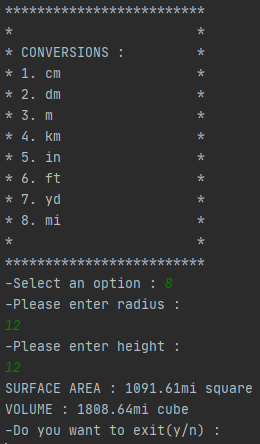 *************************
*                       *
* CONVERSIONS :         *
* 1. cm                 *
* 2. dm                 *
* 3. m                  *
* 4. km                 *
* 5. in                 *
* 6. ft                 *
* 7. yd                 *
* 8. mi                 *
*                       *
*************************
-Select an option : 8
-Please enter radius :
12
-Please enter height :
12
SURFACE AREA : 1091.61mi square
VOLUME : 1808.64mi cube
-Do you want to exit(y/n) :